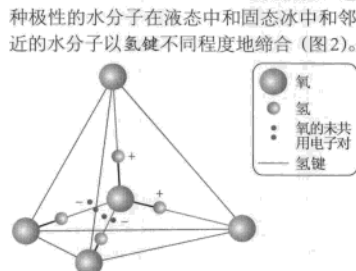 种极性的水分子在液态中和固态冰中和邻
近的水分子以氢键不同程度地缔合（图2）。
氧
氢
氧的未共
用电子对
氢键
+
+
−
−